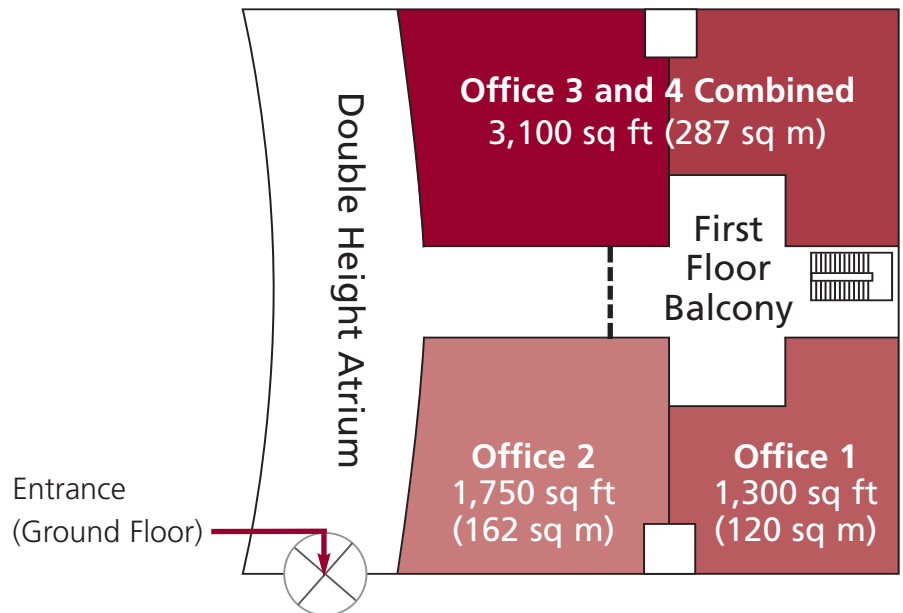 Office 3 and 4 Combined
3,100 sq ft (287 sq m)
Double Height Atrium
First
Floor
Balcony
Office 2
1,750 sq ft
(162 sq m)
Office 1
1,300 sq ft
(120 sq m)
Entrance
(Ground Floor)